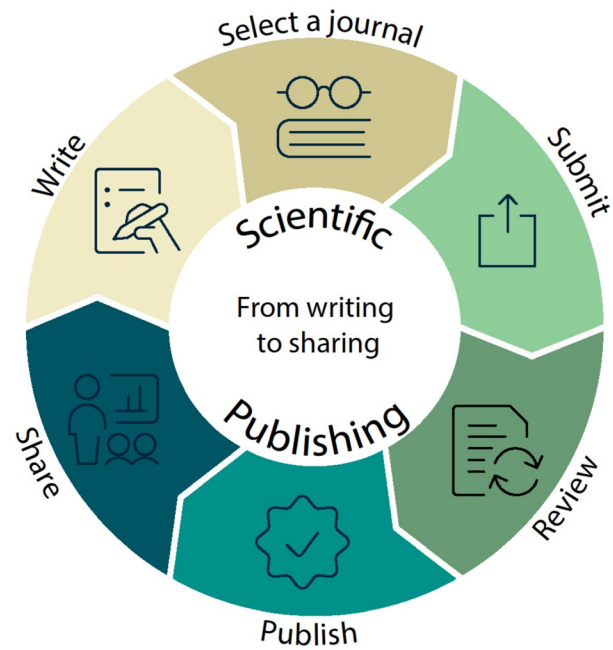 Select a journal
Submit
Review
Publish
Share
Write
Scientific
From writing
to sharing
Publishing